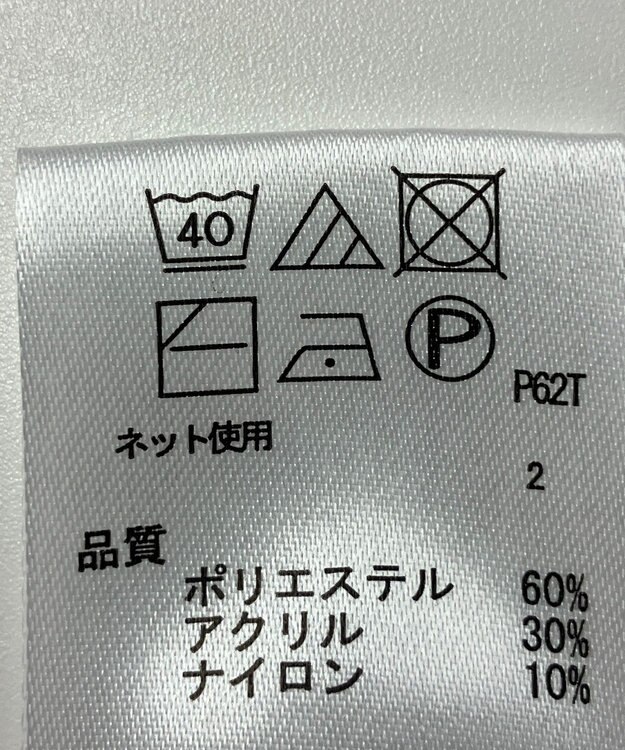 40
P
P62T
ネット使用
2
品質
ポリエステル 60%
アクリル 30%
ナイロン 10%